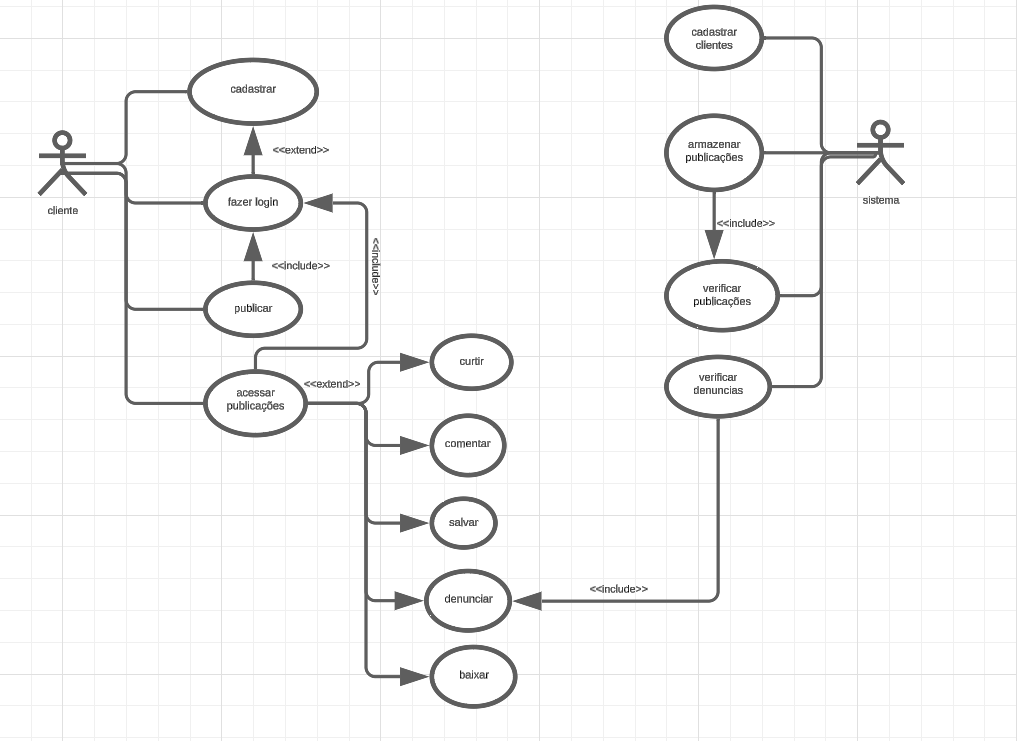 cadastrar
clientes
cadastrar
armazenar
publicações
<<extend>>
cliente
fazer login
sistema
<<include>>
<<include>>
<<include>>
verificar
publicações
publicar
curtir
verificar
denuncias
<<extend>>
acessar
publicações
comentar
salvar
<<include>>
denunciar
baixar